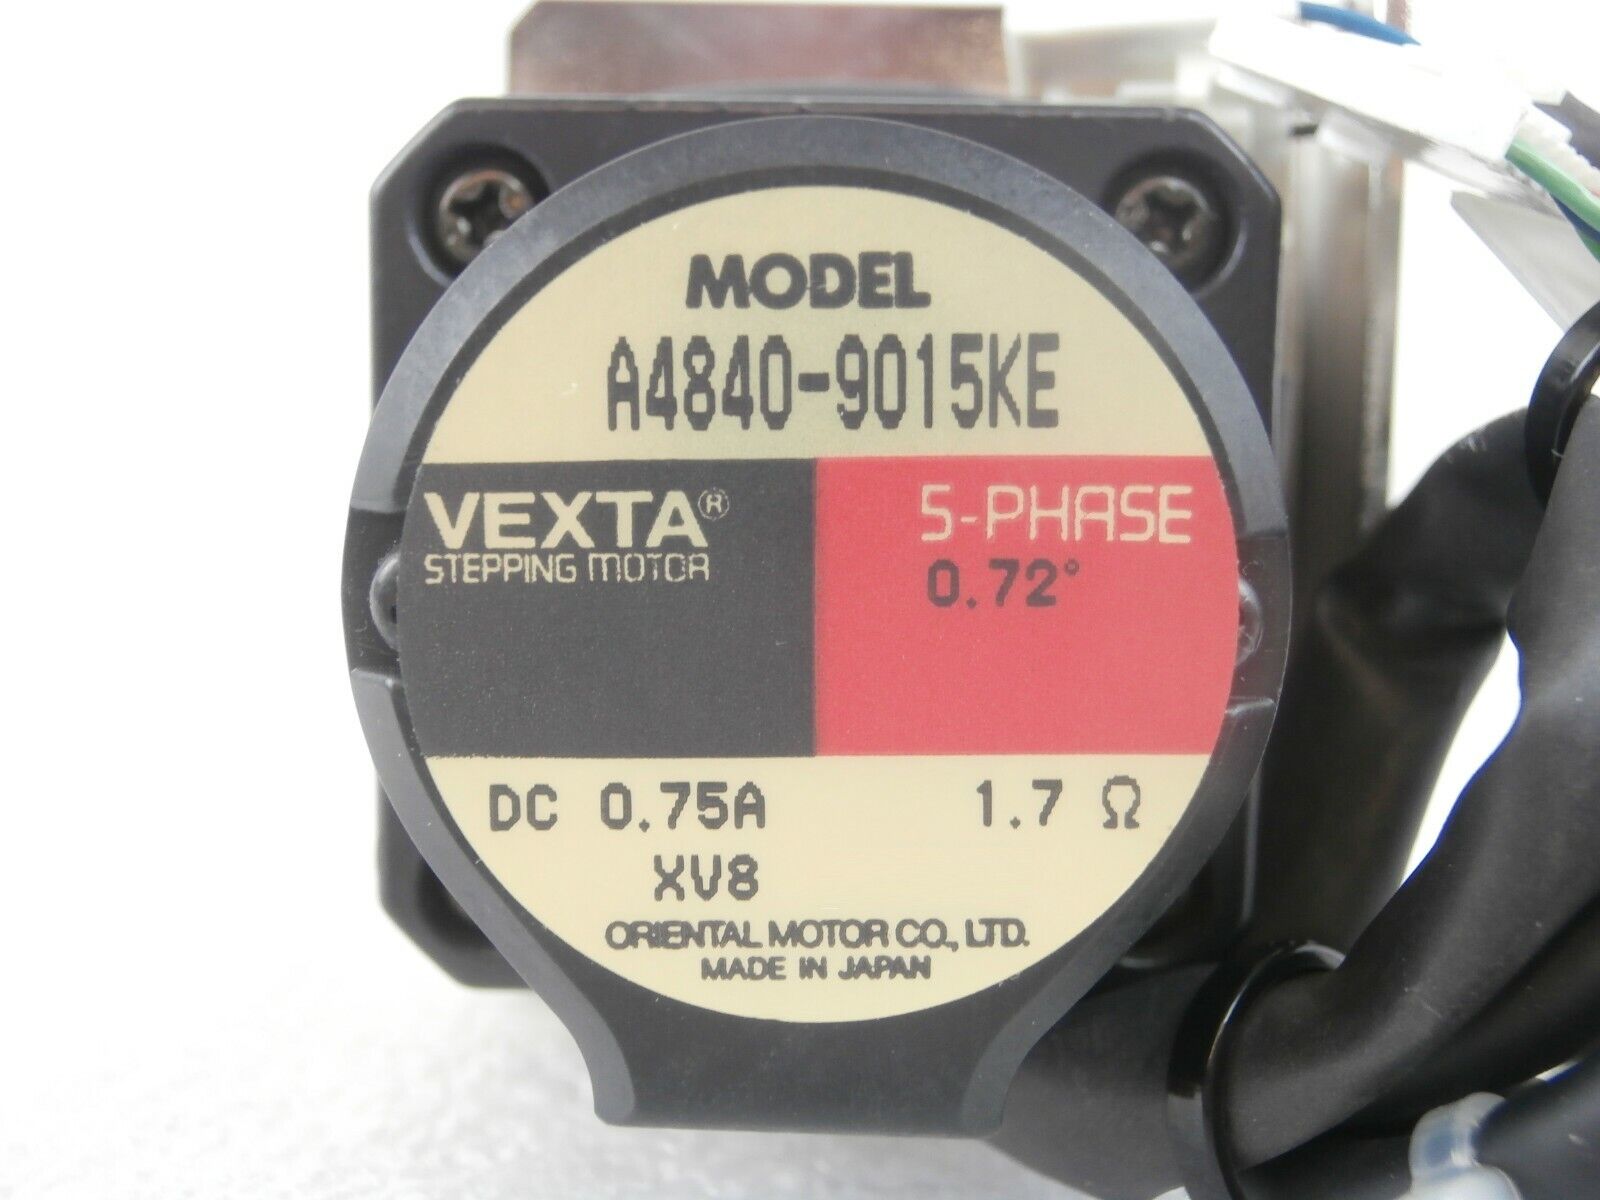 MODEL
A4840-9015KE
VEXTA®
STEPPING MOTOR
5-PHASE
0.72°
DC 0.75A 1.7 Ω
XV8
ORIENTAL MOTOR CO., LTD.
MADE IN JAPAN